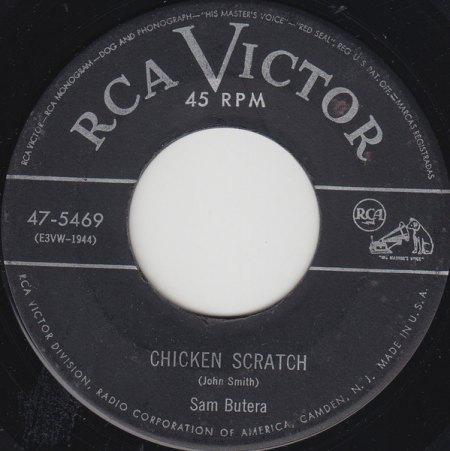 RCA VICTOR—RCA MONOGRAM—DOG AND PHONOGRAPH—"HIS MASTER'S VOICE"—"RED SEAL", REG. U. S. PAT. OFF.—MARCAS REGISTRADAS
RCA VICTOR
45 RPM
47-5469
(E3VW-1944)
RCA
"HIS MASTER'S VOICE"
CHICKEN SCRATCH
(John Smith)
Sam Butera
RCA VICTOR DIVISION, RADIO CORPORATION OF AMERICA, CAMDEN, N. J. MADE IN U. S. A.